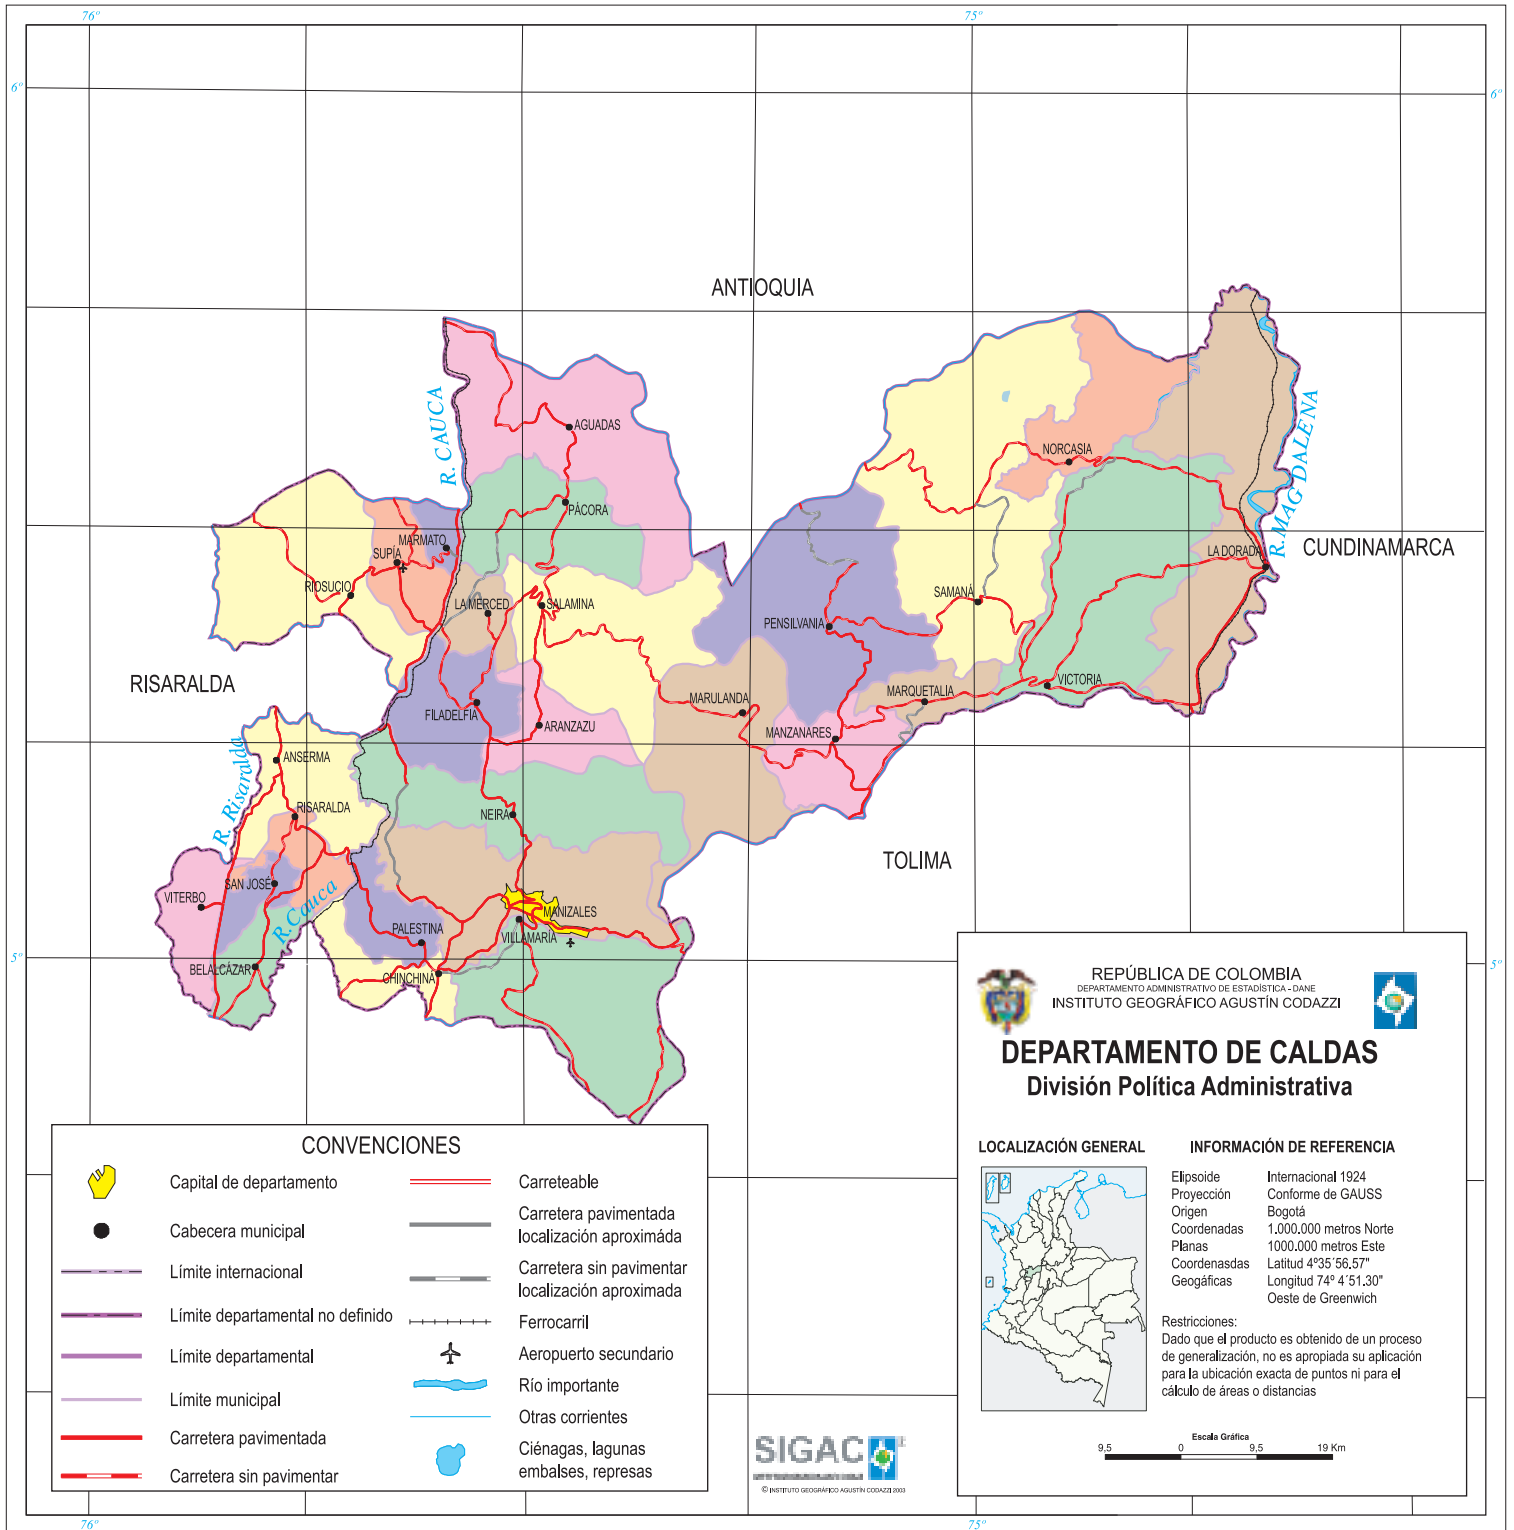 76°
75°
6°
6°
ANTIOQUIA
R. CAUCA
AGUADAS
NORCASIA
R. MAGDALENA
PÁCORA
MARMATO
SUPÍA
LA DORADA
CUNDINAMARCA
RIOSUCIO
LA MERCED
SALAMINA
SAMANÁ
PENSILVANIA
RISARALDA
VICTORIA
MARULANDA
MARQUETALIA
FILADELFÍA
ARANZAZU
MANZANARES
R. Risaralda
ANSERMA
RISARALDA
NEIRA
TOLIMA
SAN JOSÉ
VITERBO
R. Cauca
MANIZALES
PALESTINA
VILLAMARÍA
BELALCÁZAR
CHINCHINÁ
5°
5°
REPÚBLICA DE COLOMBIA
DEPARTAMENTO ADMINISTRATIVO DE ESTADÍSTICA - DANE
INSTITUTO GEOGRÁFICO AGUSTÍN CODAZZI
DEPARTAMENTO DE CALDAS
División Política Administrativa
LOCALIZACIÓN GENERAL
INFORMACIÓN DE REFERENCIA
Elipsoide Internacional 1924
Proyección Conforme de GAUSS
Origen Bogotá
Coordenadas 1.000.000 metros Norte
Planas 1000.000 metros Este
Coordenasdas Latitud 4°35´56.57"
Geogáficas Longitud 74° 4´51.30"
Oeste de Greenwich
Restricciones:
Dado que el producto es obtenido de un proceso
de generalización, no es apropiada su aplicación
para la ubicación exacta de puntos ni para el
cálculo de áreas o distancias
Escala Gráfica
9,5 0 9,5 19 Km
CONVENCIONES
Capital de departamento
Cabecera municipal
Límite internacional
Límite departamental no definido
Límite departamental
Límite municipal
Carretera pavimentada
Carretera sin pavimentar
Carreteable
Carretera pavimentada
localización aproximáda
Carretera sin pavimentar
localización aproximada
Ferrocarril
Aeropuerto secundario
Río importante
Otras corrientes
Ciénagas, lagunas
embalses, represas
SIGAC
© INSTITUTO GEOGRÁFICO AGUSTÍN CODAZZI 2003
76°
75°